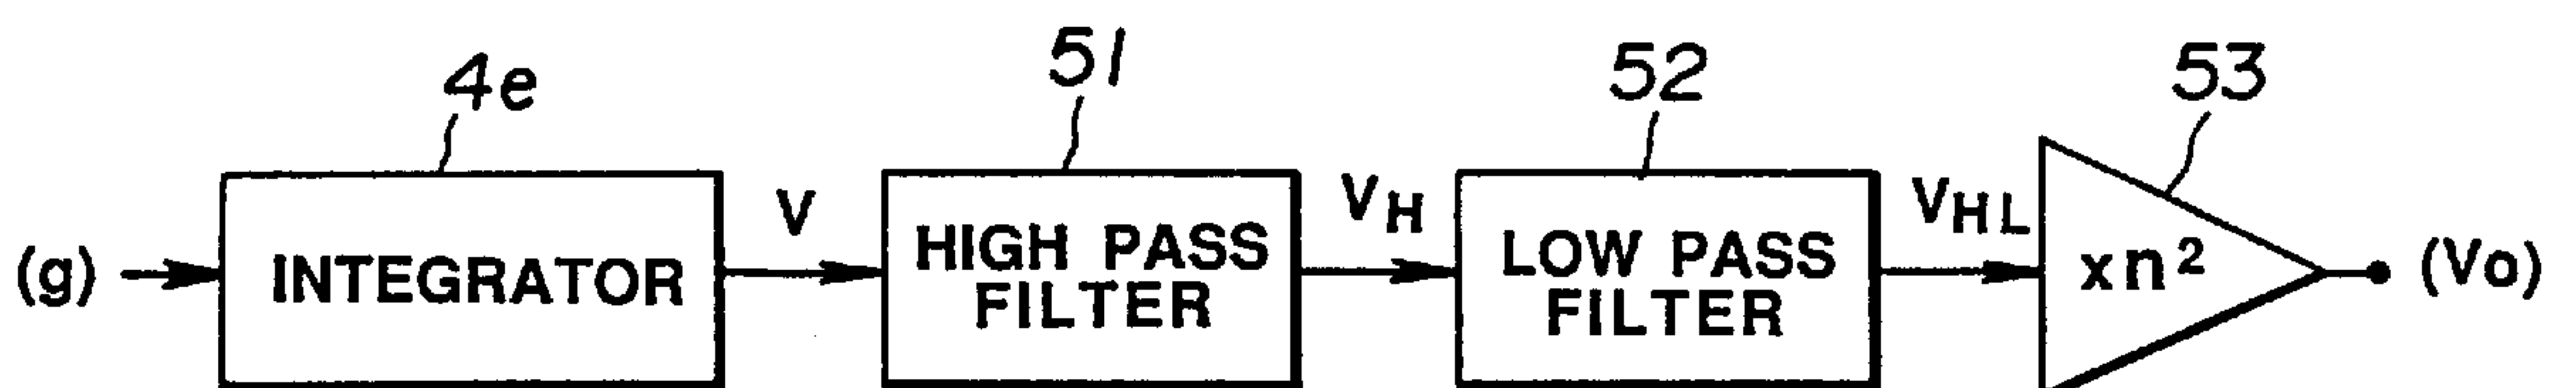 4e
51
52
53
(g)
INTEGRATOR
V
HIGH PASS
FILTER
VH
LOW PASS
FILTER
VHL
xn²
(Vo)